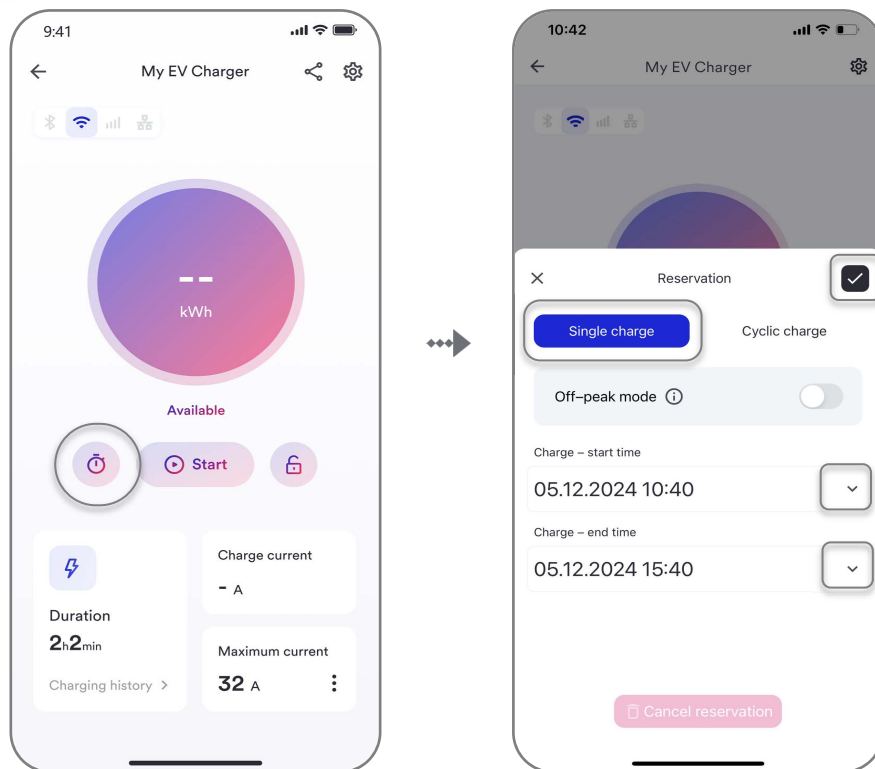 9:41
My EV Charger
--
kWh
Available
Start
Duration
2h2min
Charging history >
Charge current
- A
Maximum current
32 A
10:42
My EV Charger
Reservation
Single charge
Cyclic charge
Off–peak mode
Charge – start time
05.12.2024 10:40
Charge – end time
05.12.2024 15:40
Cancel reservation